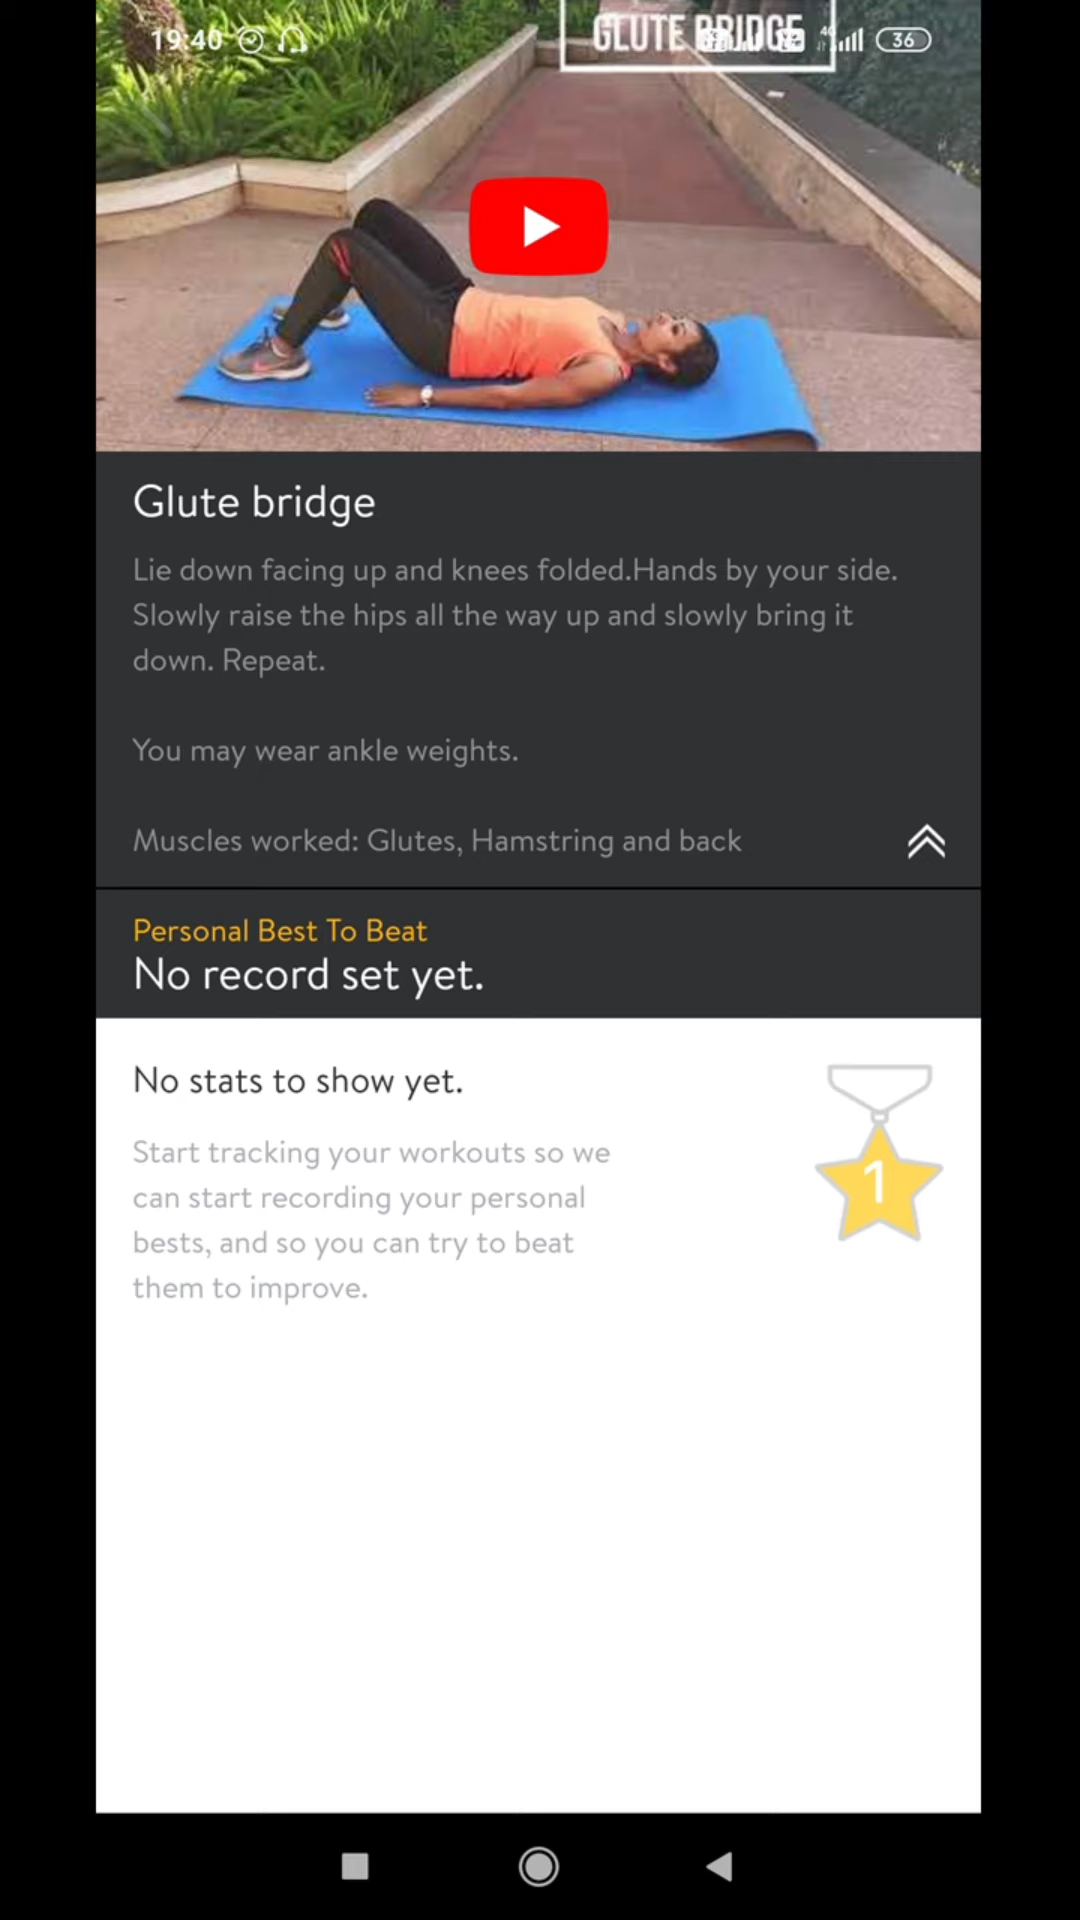 GLUTE BRIDGE
19:40
4G
36
Glute bridge
Lie down facing up and knees folded.Hands by your side.
Slowly raise the hips all the way up and slowly bring it
down. Repeat.
You may wear ankle weights.
Muscles worked: Glutes, Hamstring and back
Personal Best To Beat
No record set yet.
No stats to show yet.
1
Start tracking your workouts so we
can start recording your personal
bests, and so you can try to beat
them to improve.